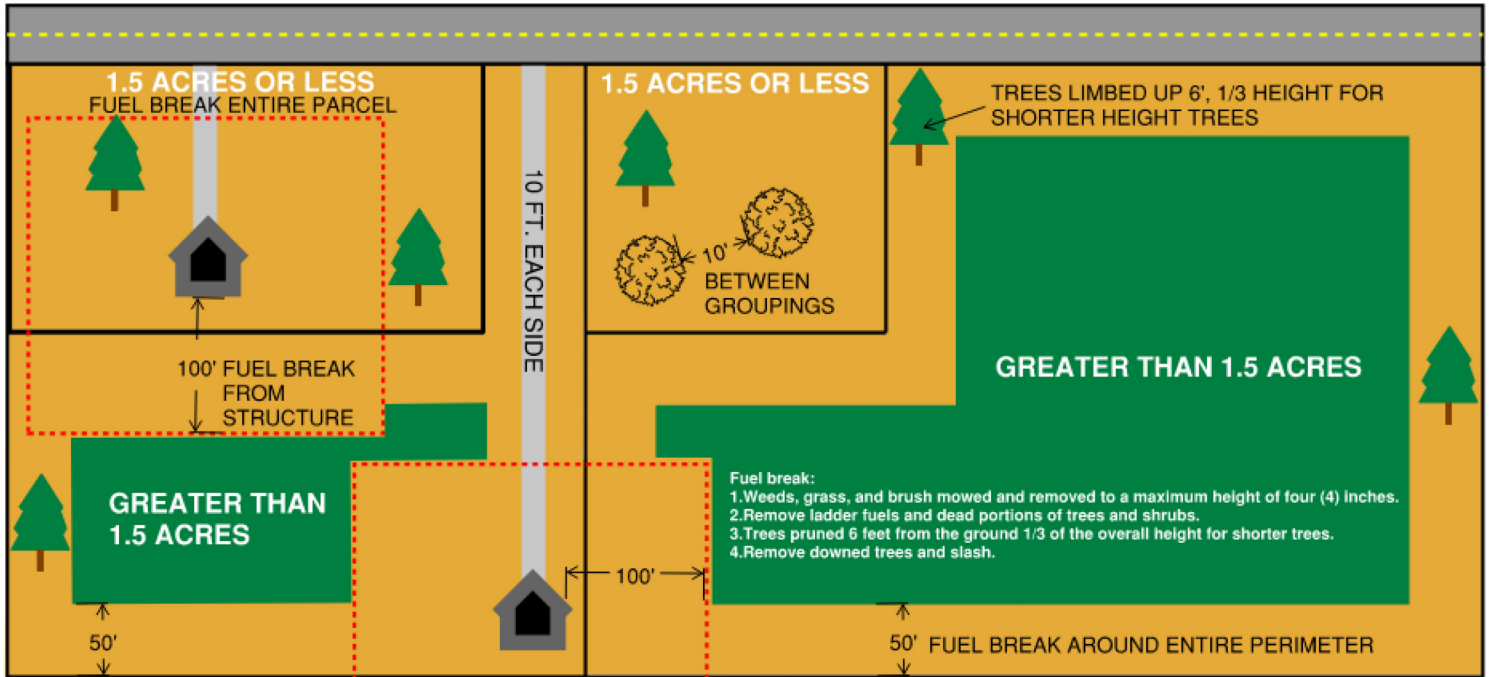 1.5 ACRES OR LESS
FUEL BREAK ENTIRE PARCEL
1.5 ACRES OR LESS
TREES LIMBED UP 6', 1/3 HEIGHT FOR
SHORTER HEIGHT TREES
10 FT. EACH SIDE
10'
BETWEEN
GROUPINGS
100' FUEL BREAK
FROM
STRUCTURE
GREATER THAN 1.5 ACRES
GREATER THAN
1.5 ACRES
Fuel break:
1.Weeds, grass, and brush mowed and removed to a maximum height of four (4) inches.
2.Remove ladder fuels and dead portions of trees and shrubs.
3.Trees pruned 6 feet from the ground 1/3 of the overall height for shorter trees.
4.Remove downed trees and slash.
100'
50'
50' FUEL BREAK AROUND ENTIRE PERIMETER